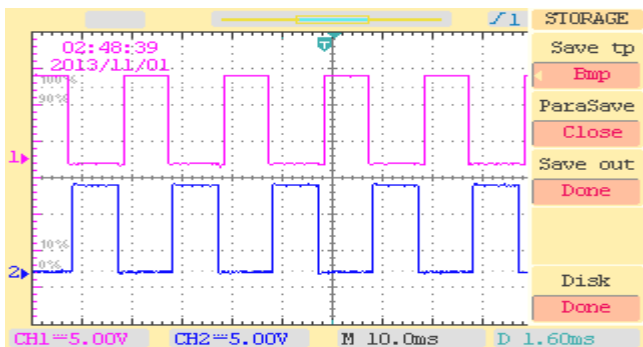 1
STORAGE
02:48:39
2013/11/01
Save tp
100%
Bmp
90%
ParaSave
T
1
Close
Save out
Done
10%
0%
2
Disk
Done
CH1=5.00V CH2=5.00V M 10.0ms D 1.60ms